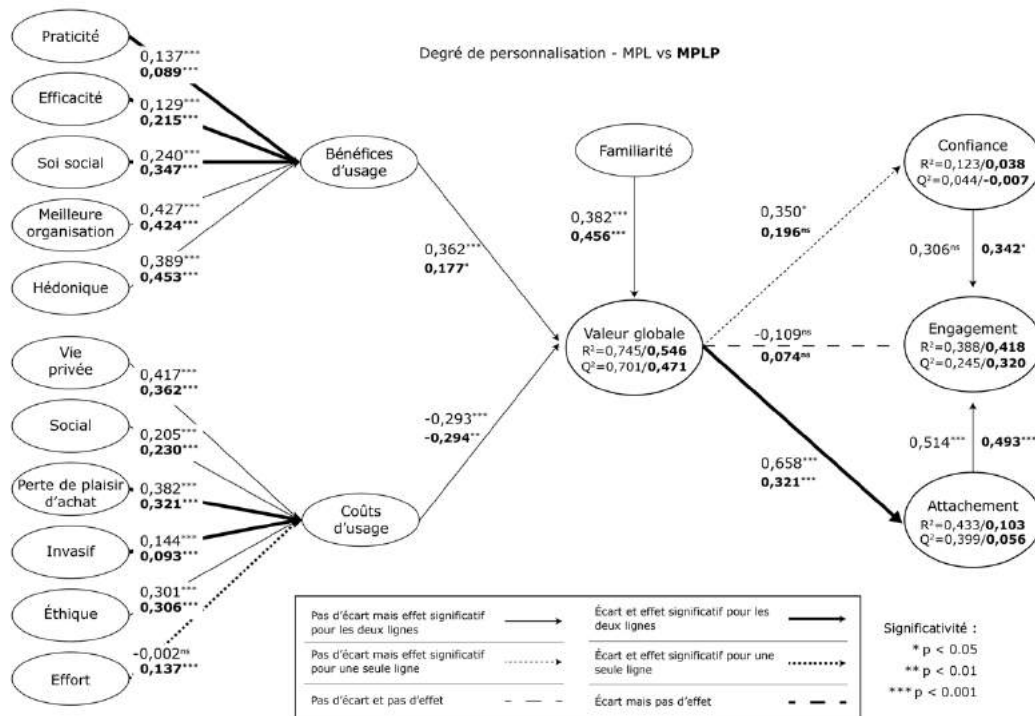 Degré de personnalisation - MPL vs MPLP
Praticité
0,137***
0,089***
Efficacité
0,129***
0,215***
Soi social
0,240***
0,347***
Meilleure
organisation
0,427***
0,424***
Hédonique
0,389***
0,453***
Bénéfices
d'usage
0,362***
0,177*
Vie
privée
0,417***
0,362***
Social
0,205***
0,230***
Perte de plaisir
d'achat
0,382***
0,321***
Invasif
0,144***
0,093***
Éthique
0,301***
0,306***
Effort
-0,002ns
0,137***
Coûts
d'usage
-0,293***
-0,294**
Familiarité
0,382***
0,456***
Valeur globale
R²=0,745/0,546
Q²=0,701/0,471
0,350*
0,196ns
-0,109ns
0,074ns
0,658***
0,321***
Confiance
R²=0,123/0,038
Q²=0,044/-0,007
0,306ns 0,342*
Engagement
R²=0,388/0,418
Q²=0,245/0,320
0,514*** 0,493***
Attachement
R²=0,433/0,103
Q²=0,399/0,056
Pas d'écart mais effet significatif
pour les deux lignes
Écart et effet significatif pour les
deux lignes
Pas d'écart mais effet significatif
pour une seule ligne
Écart et effet significatif pour une
seule ligne
Pas d'écart et pas d'effet
Écart mais pas d'effet
Significativité :
* p < 0.05
** p < 0.01
*** p < 0.001